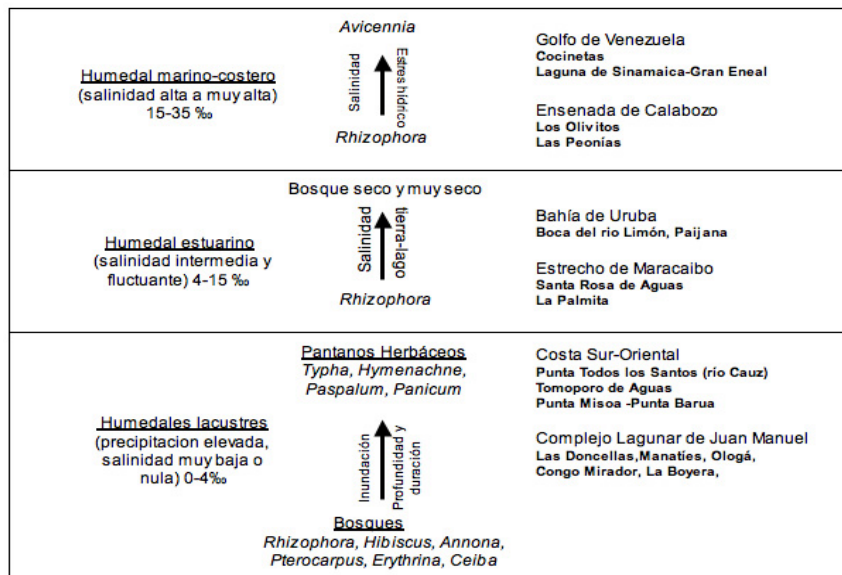 Humedal marino-costero
(salinidad alta a muy alta)
15-35 ‰
Avicennia
Salinidad
Estres hídrico
Rhizophora
Golfo de Venezuela
Cocinetas
Laguna de Sinamaica-Gran Eneal
Ensenada de Calabozo
Los Olivitos
Las Peonías
Humedal estuarino
(salinidad intermedia y
fluctuante) 4-15 ‰
Bosque seco y muy seco
Salinidad
tierra-lago
Rhizophora
Bahía de Uruba
Boca del rio Limón, Paijana
Estrecho de Maracaibo
Santa Rosa de Aguas
La Palmita
Humedales lacustres
(precipitacion elevada,
salinidad muy baja o
nula) 0-4‰
Pantanos Herbáceos
Typha, Hymenachne,
Paspalum, Panicum
Inundación
Profundidad y
duración
Bosques
Rhizophora, Hibiscus, Annona,
Pterocarpus, Erythrina, Ceiba
Costa Sur-Oriental
Punta Todos los Santos (río Cauz)
Tomoporo de Aguas
Punta Misoa -Punta Barua
Complejo Lagunar de Juan Manuel
Las Doncellas,Manatíes, Ologá,
Congo Mirador, La Boyera,